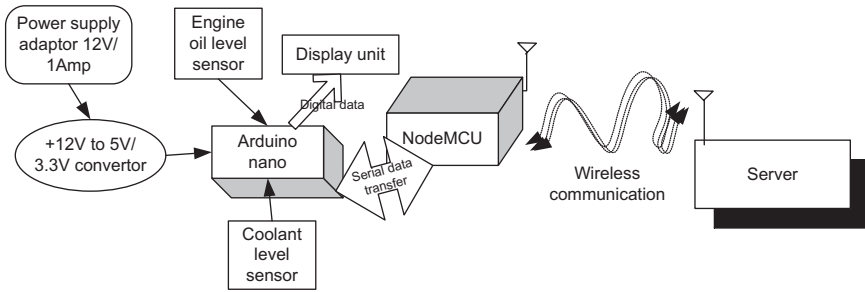 Power supply
adaptor 12V/
1Amp
Engine
oil level
sensor
Display unit
Digital data
NodeMCU
+12V to 5V/
3.3V convertor
Arduino
nano
Serial data
transfer
Wireless
communication
Server
Coolant
level
sensor